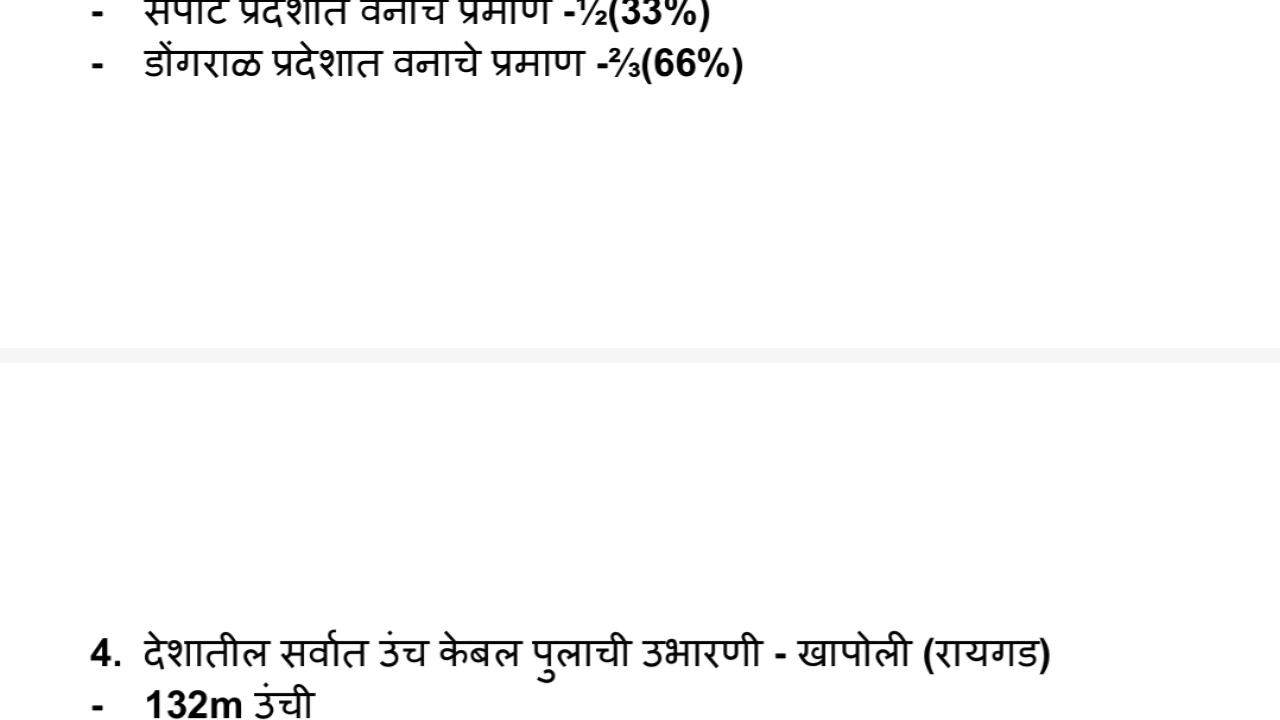 - सपाट प्रदेशात वनाचे प्रमाण -½(33%)
- डोंगराळ प्रदेशात वनाचे प्रमाण -⅔(66%)
4. देशातील सर्वात उंच केबल पुलाची उभारणी - खापोली (रायगड)
- 132m उंची